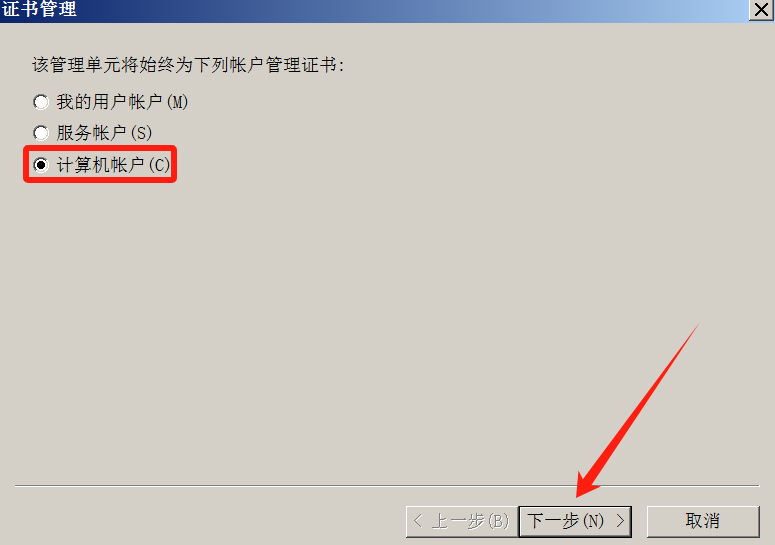 证书管理
该管理单元将始终为下列帐户管理证书:
我的用户帐户(M)
服务帐户(S)
计算机帐户(C)
< 上一步(B) 下一步(N) > 取消